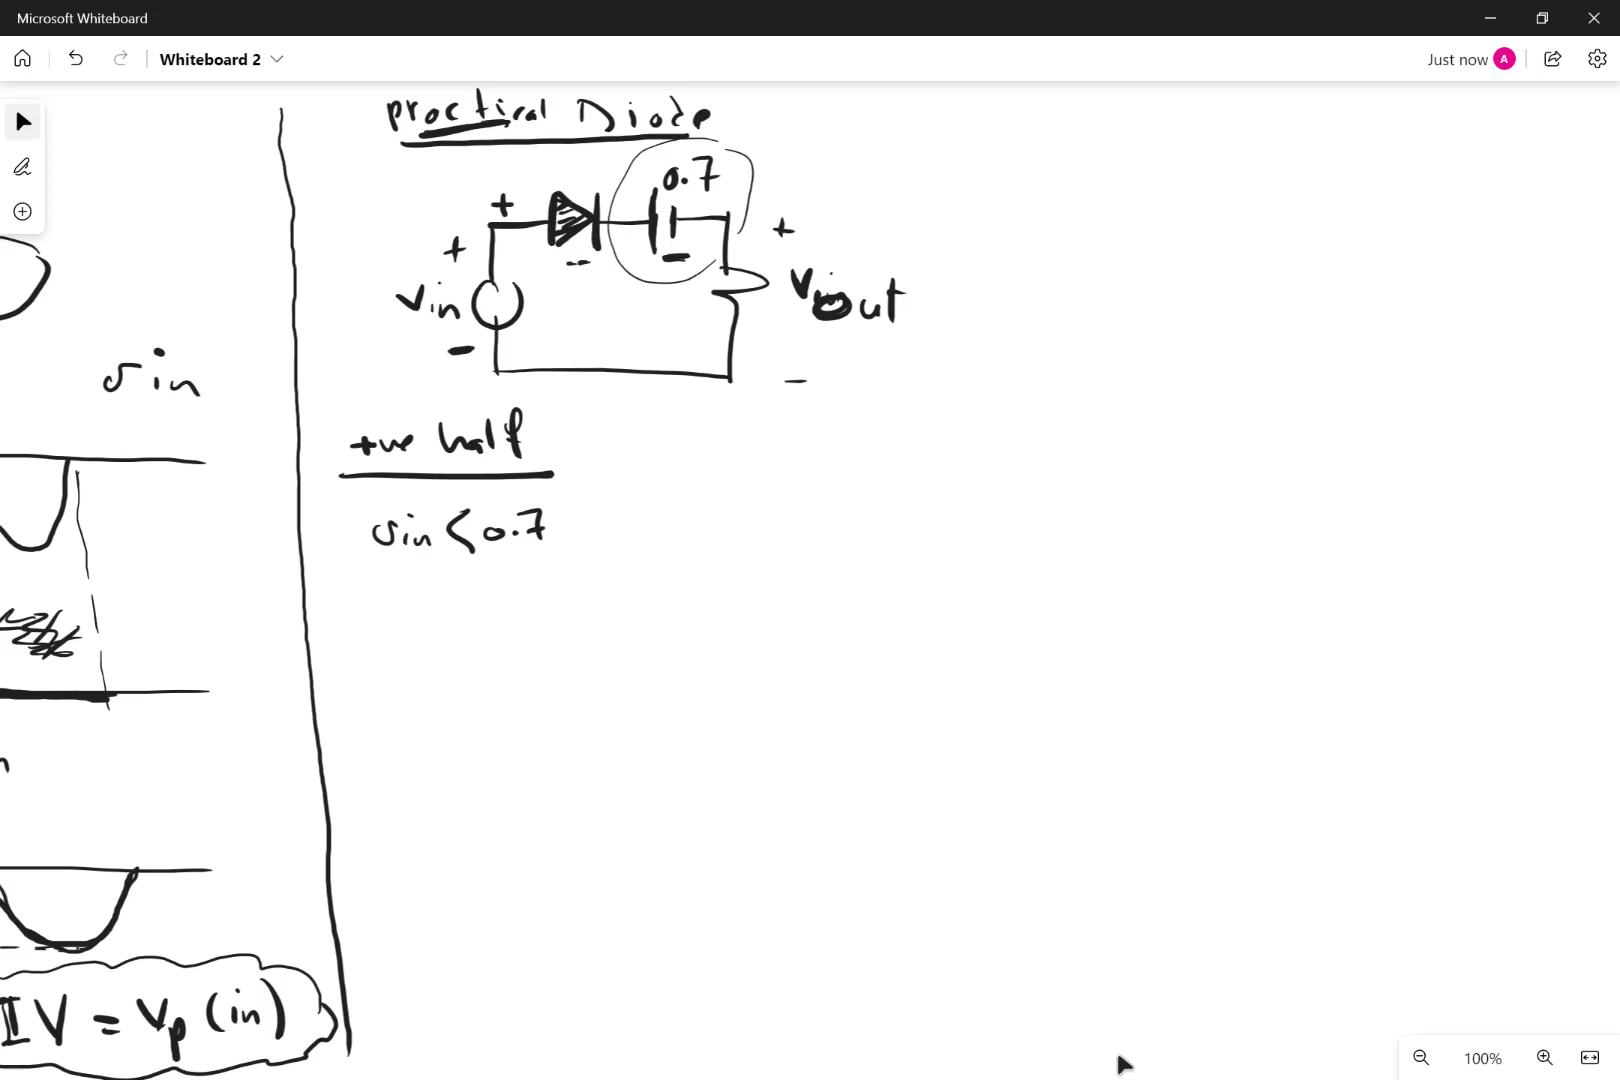 Microsoft Whiteboard
Whiteboard 2
Just now A
practical Diode
0.7
+
+
+
--
-
vin
vout
-
-
vin
+ve half
vin < 0.7
n
IV = Vp (in)
100%